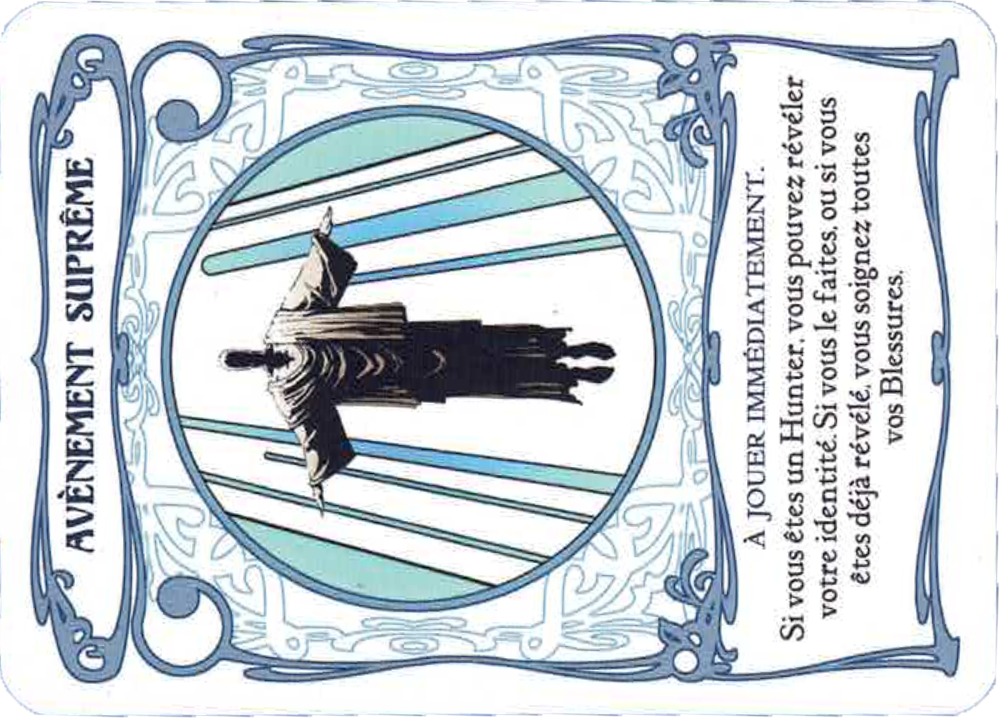 AVÈNEMENT SUPRÊME
À JOUER IMMÉDIATEMENT.
Si vous êtes un Hunter, vous pouvez révéler
votre identité. Si vous le faites, ou si vous
êtes déjà révélé, vous soignez toutes
vos Blessures.